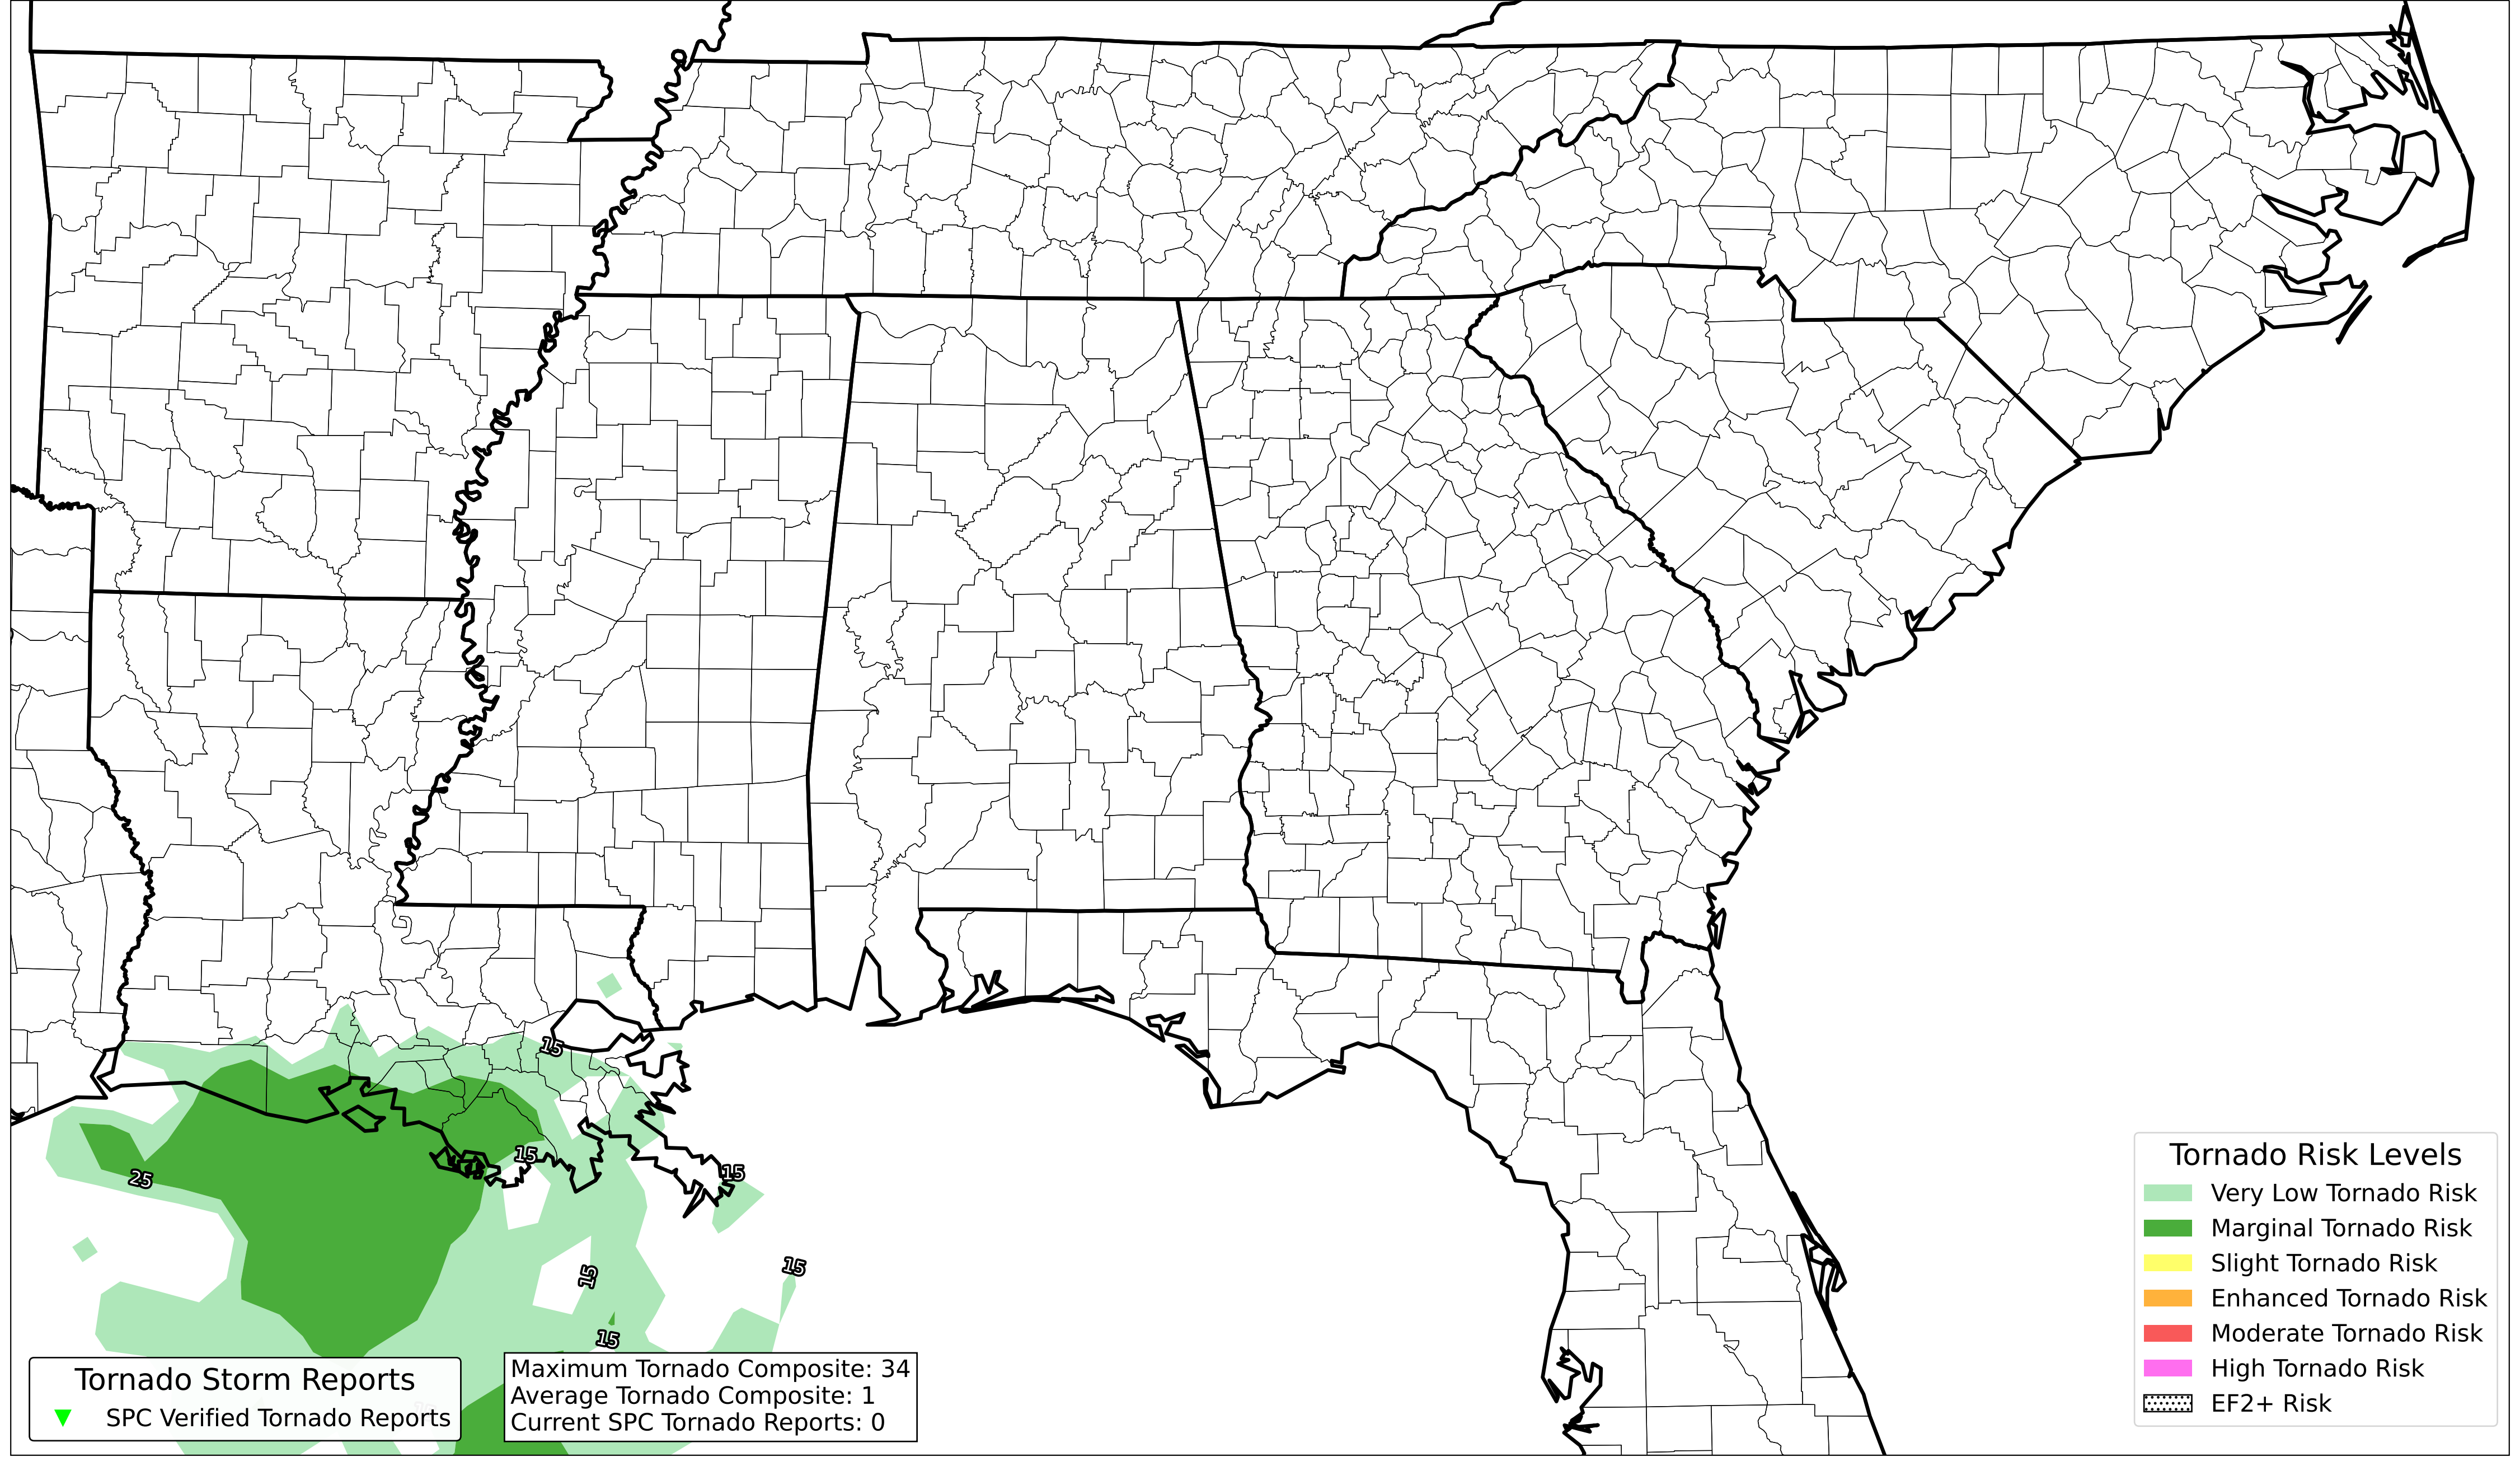 15
25
15
15
15
15
15
Tornado Storm Reports
SPC Verified Tornado Reports
Maximum Tornado Composite: 34
Average Tornado Composite: 1
Current SPC Tornado Reports: 0
Tornado Risk Levels
Very Low Tornado Risk
Marginal Tornado Risk
Slight Tornado Risk
Enhanced Tornado Risk
Moderate Tornado Risk
High Tornado Risk
EF2+ Risk